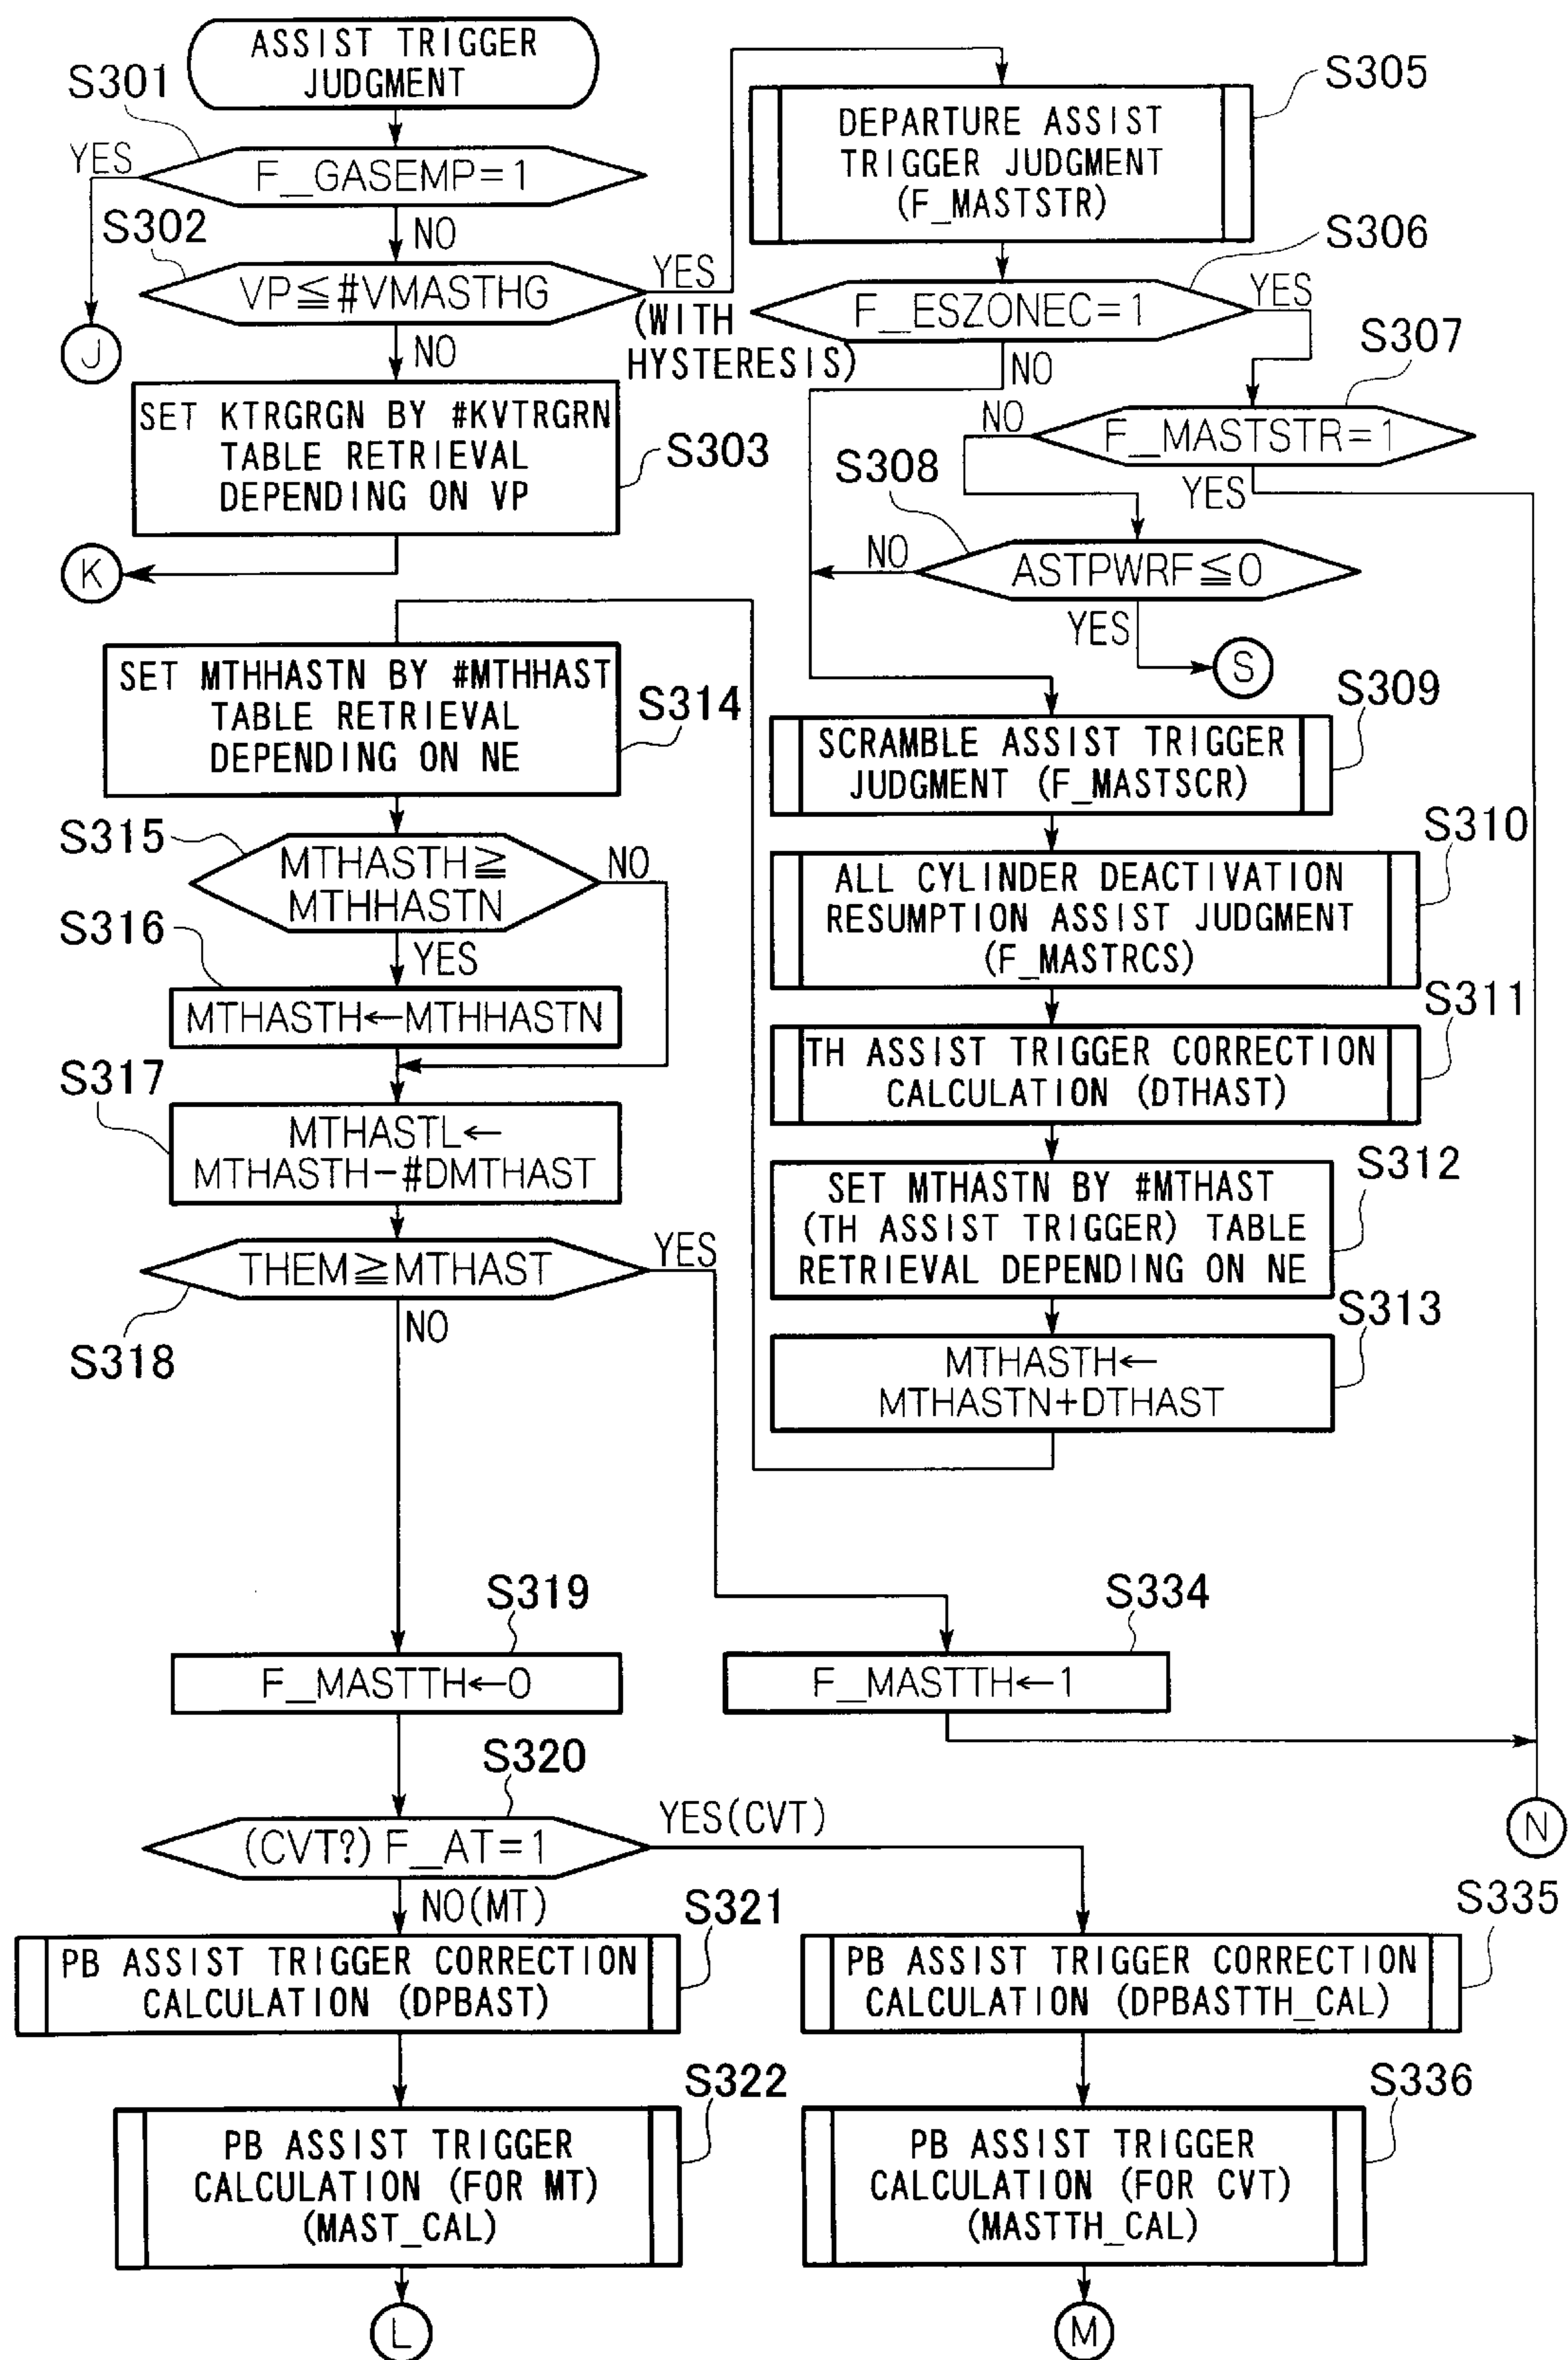 ASSIST TRIGGER
JUDGMENT
S301
F_GASEMP=1
YES
NO
J
S302
VP≦#VMASTHG
YES
(WITH
HYSTERESIS)
NO
SET KTRGRGN BY #KVTRGRN
TABLE RETRIEVAL
DEPENDING ON VP
S303
K
DEPARTURE ASSIST
TRIGGER JUDGMENT
(F_MASTSTR)
S305
S306
F_ESZONEC=1
YES
NO
S307
F_MASTSTR=1
NO
YES
S308
ASTPWRF≦0
NO
YES
S
SCRAMBLE ASSIST TRIGGER
JUDGMENT (F_MASTSCR)
S309
ALL CYLINDER DEACTIVATION
RESUMPTION ASSIST JUDGMENT
(F_MASTRCS)
S310
TH ASSIST TRIGGER CORRECTION
CALCULATION (DTHAST)
S311
SET MTHASTN BY #MTHAST
(TH ASSIST TRIGGER) TABLE
RETRIEVAL DEPENDING ON NE
S312
MTHASTH←
MTHASTN+DTHAST
S313
SET MTHHASTN BY #MTHHAST
TABLE RETRIEVAL
DEPENDING ON NE
S314
S315
MTHASTH≧
MTHHASTN
NO
YES
S316
MTHASTH←MTHHASTN
S317
MTHASTL←
MTHASTH-#DMTHAST
THEM≧MTHAST
YES
NO
S318
S319
F_MASTTH←0
S334
F_MASTTH←1
N
S320
(CVT?) F_AT=1
YES(CVT)
NO(MT)
S321
PB ASSIST TRIGGER CORRECTION
CALCULATION (DPBAST)
S322
PB ASSIST TRIGGER
CALCULATION (FOR MT)
(MAST_CAL)
L
S335
PB ASSIST TRIGGER CORRECTION
CALCULATION (DPBASTTH_CAL)
S336
PB ASSIST TRIGGER
CALCULATION (FOR CVT)
(MASTTH_CAL)
M